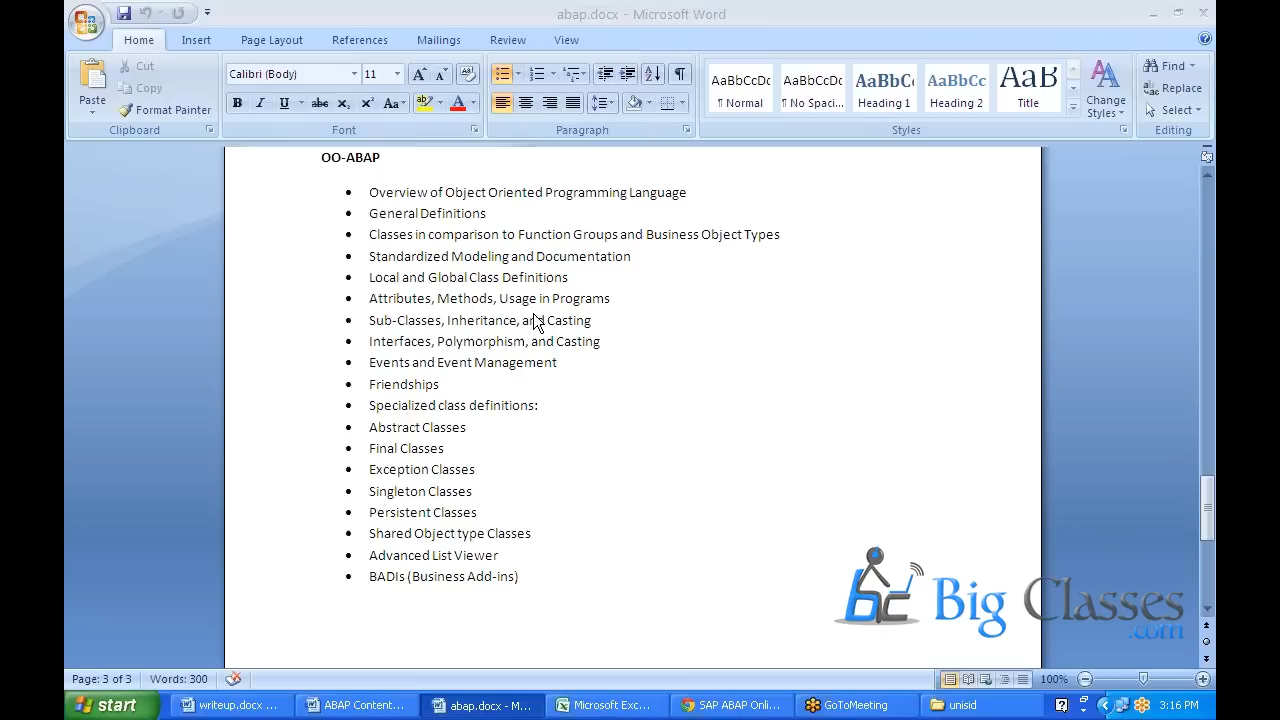 abap.docx - Microsoft Word
Home Insert Page Layout References Mailings Review View
Paste
Cut
Copy
Format Painter
Clipboard
Calibri (Body) 11
Font
Paragraph
AaBbCcDc AaBbCcDc AaBbC AaBbCc AaB
¶ Normal ¶ No Spaci... Heading 1 Heading 2 Title
Change Styles
Styles
Find
Replace
Select
Editing
OO-ABAP
• Overview of Object Oriented Programming Language
• General Definitions
• Classes in comparison to Function Groups and Business Object Types
• Standardized Modeling and Documentation
• Local and Global Class Definitions
• Attributes, Methods, Usage in Programs
• Sub-Classes, Inheritance, and Casting
• Interfaces, Polymorphism, and Casting
• Events and Event Management
• Friendships
• Specialized class definitions:
• Abstract Classes
• Final Classes
• Exception Classes
• Singleton Classes
• Persistent Classes
• Shared Object type Classes
• Advanced List Viewer
• BADIs (Business Add-ins)
Big Classes
.com
Page: 3 of 3 Words: 300 100%
start writeup.docx ... ABAP Content... abap.docx - M... Microsoft Exc... SAP ABAP Onli... GoToMeeting unisid 3:16 PM